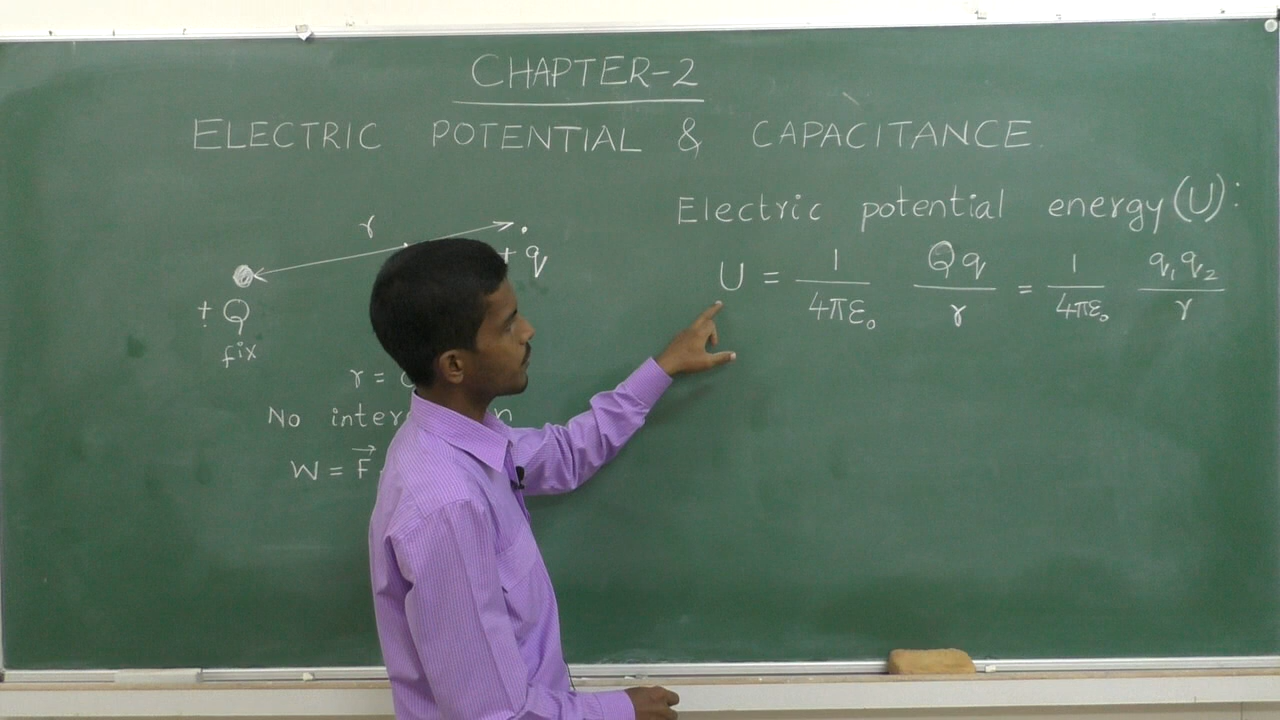 CHAPTER-2
ELECTRIC POTENTIAL & CAPACITANCE
r
+ q
+ Q
fix
r =
No
W = F
Electric potential energy (U):
U = 1/4πε₀ Qq/r = 1/4πε₀ q₁q₂/r